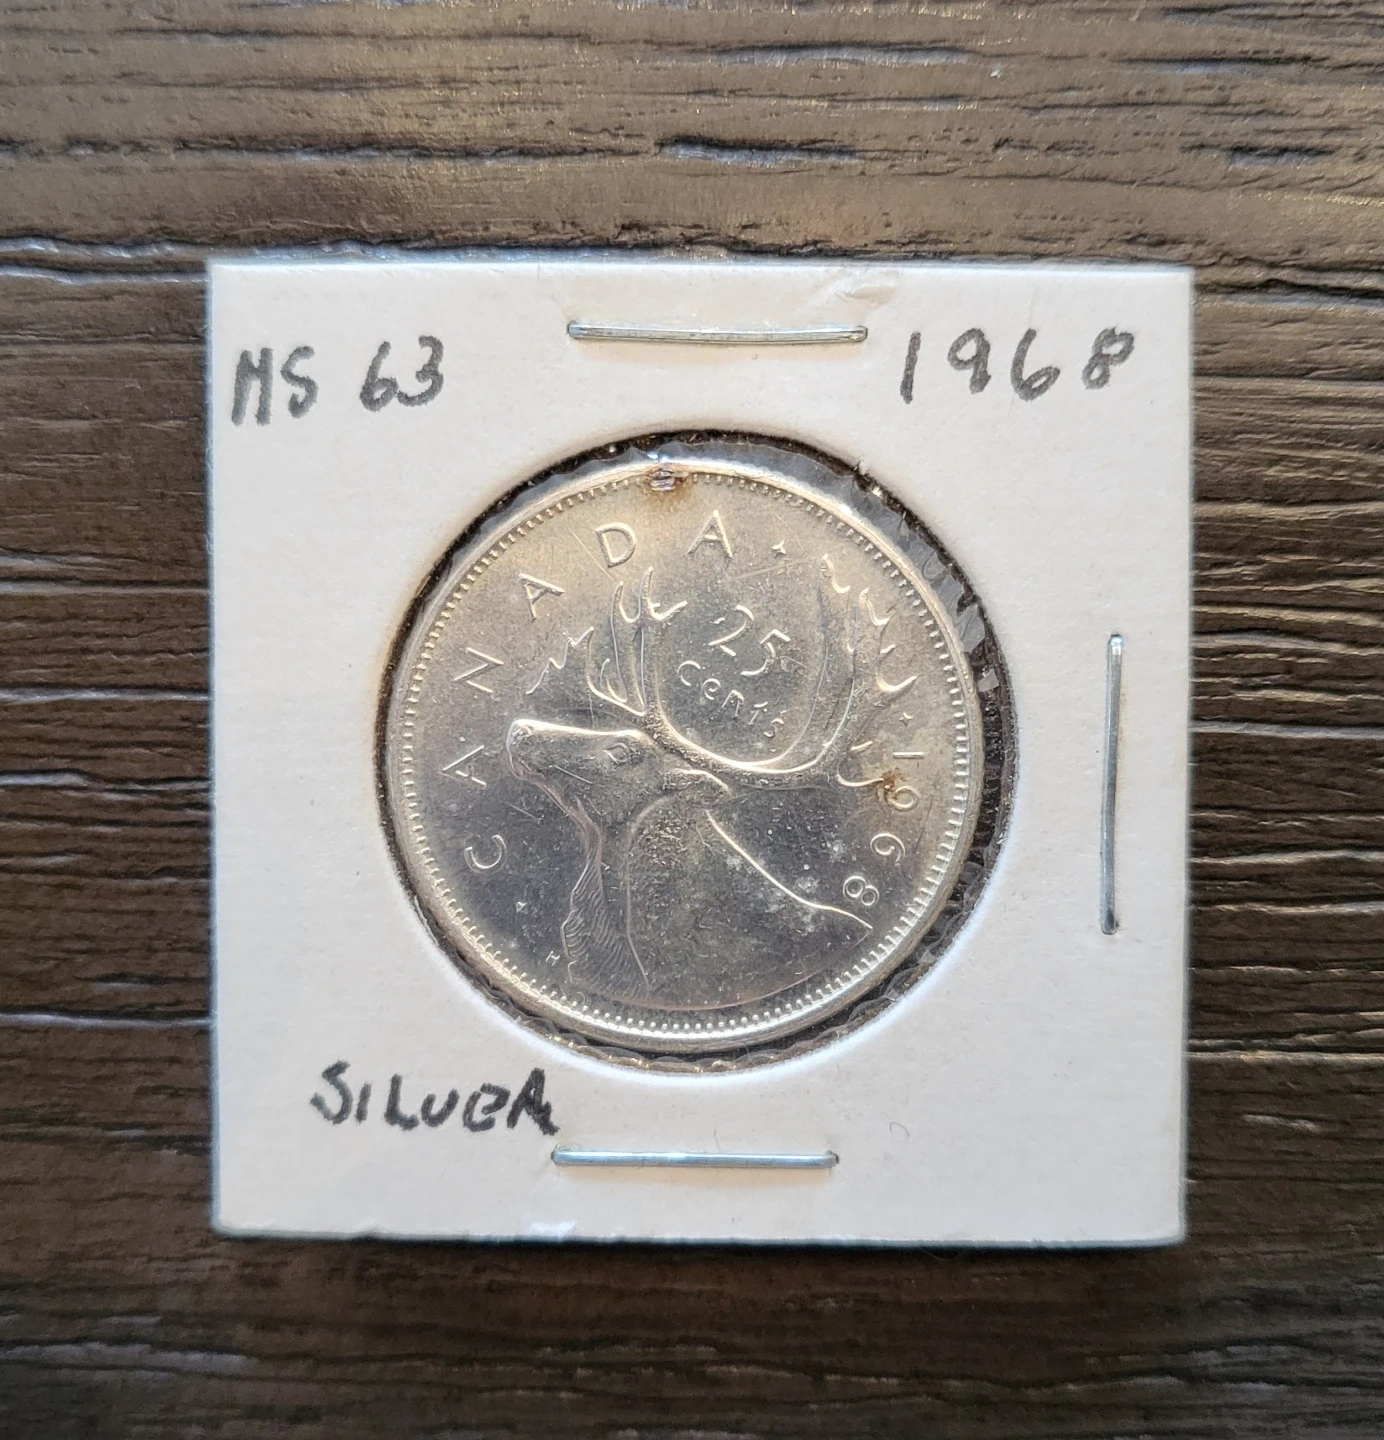 MS 63
1968
CANADA
25
cents
1968
H
SILVER